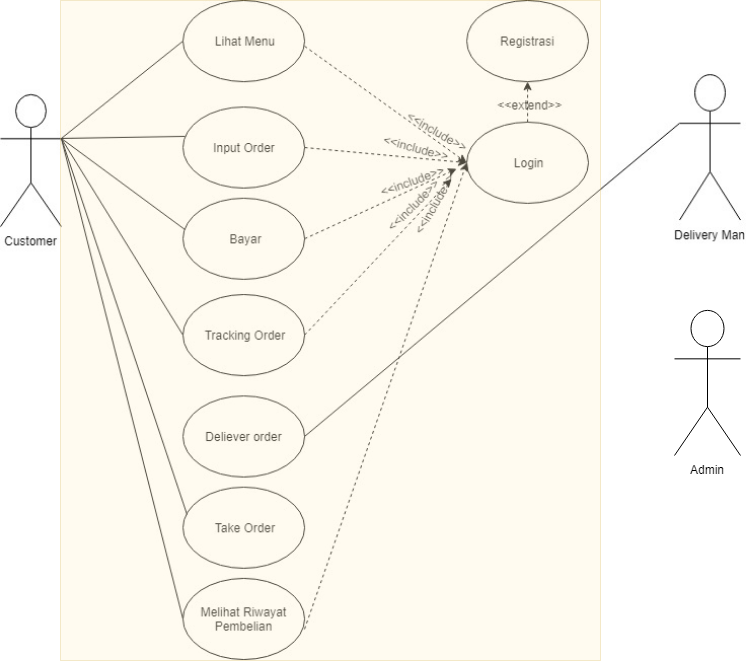 Lihat Menu
Registrasi
<<extend>>
<<include>>
Input Order
<<include>>
Login
<<include>>
<<include>>
<<include>>
Customer
Bayar
Delivery Man
Tracking Order
Deliever order
Admin
Take Order
Melihat Riwayat
Pembelian